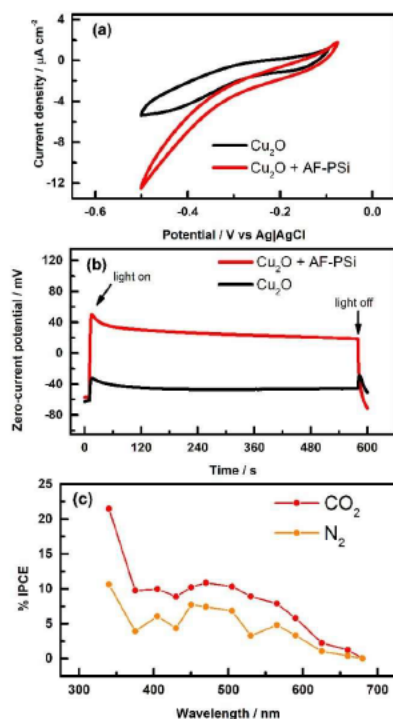 (a)
0
-4
-8
-12
Current density / µA cm⁻²
Cu₂O
Cu₂O + AF-PSi
-0.6 -0.4 -0.2 0.0
Potential / V vs Ag|AgCl
(b)
120
80
40
0
-40
-80
Zero-current potential / mV
Cu₂O + AF-PSi
Cu₂O
light on
light off
0 120 240 360 480 600
Time / s
(c)
25
20
15
10
5
0
% IPCE
CO₂
N₂
300 400 500 600 700
Wavelength / nm